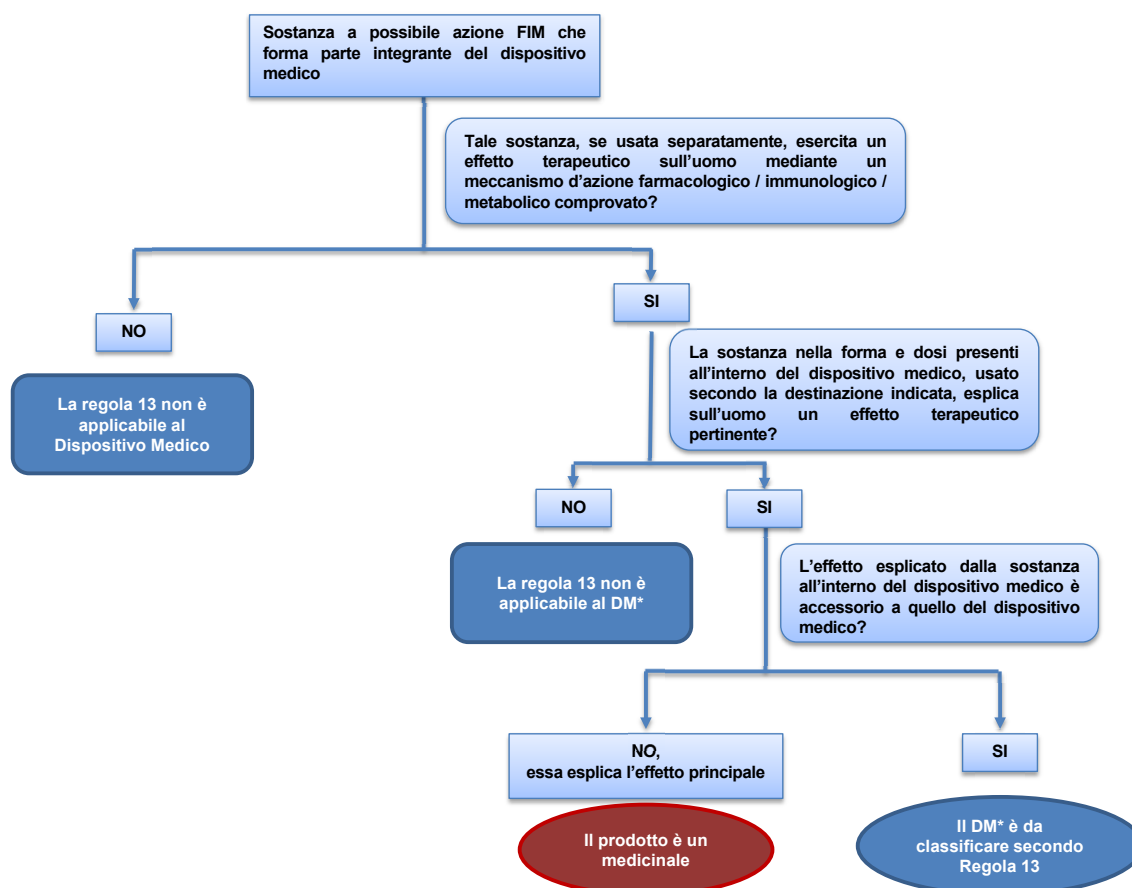 Sostanza a possibile azione FIM che
forma parte integrante del dispositivo
medico
Tale sostanza, se usata separatamente, esercita un
effetto terapeutico sull’uomo mediante un
meccanismo d’azione farmacologico / immunologico /
metabolico comprovato?
NO
SI
La regola 13 non è
applicabile al
Dispositivo Medico
La sostanza nella forma e dosi presenti
all’interno del dispositivo medico, usato
secondo la destinazione indicata, esplica
sull’uomo un effetto terapeutico
pertinente?
NO
SI
La regola 13 non è
applicabile al DM*
L’effetto esplicato dalla sostanza
all’interno del dispositivo medico è
accessorio a quello del dispositivo
medico?
NO,
essa esplica l’effetto principale
SI
Il prodotto è un
medicinale
Il DM* è da
classificare secondo
Regola 13